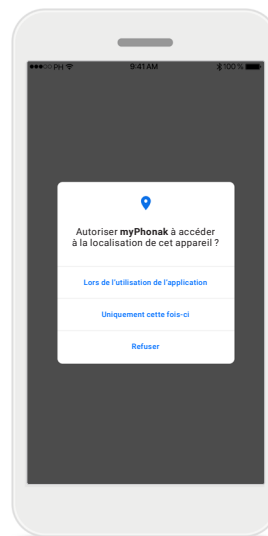 ●●●○○ PH 9:41 AM 100 %
Autoriser myPhonak à accéder
à la localisation de cet appareil ?
Lors de l'utilisation de l'application
Uniquement cette fois-ci
Refuser